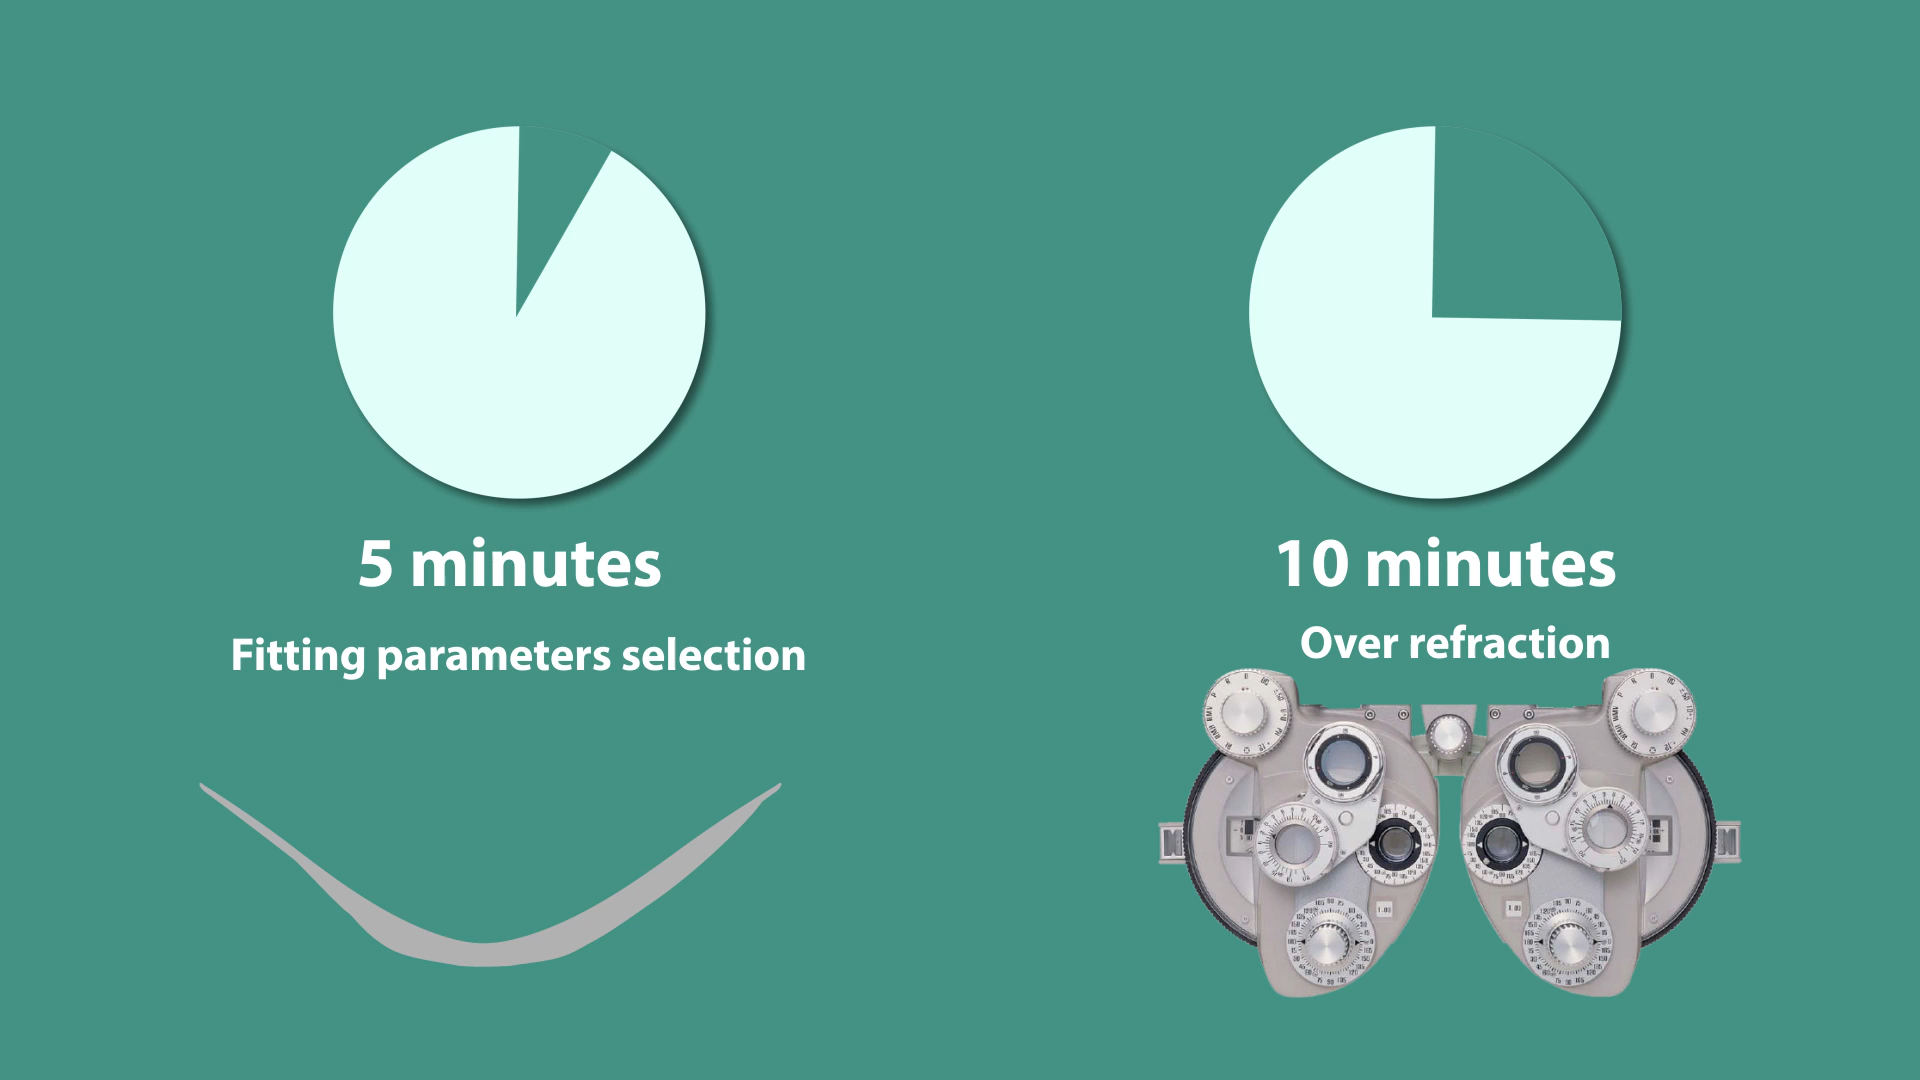 5 minutes
Fitting parameters selection
10 minutes
Over refraction